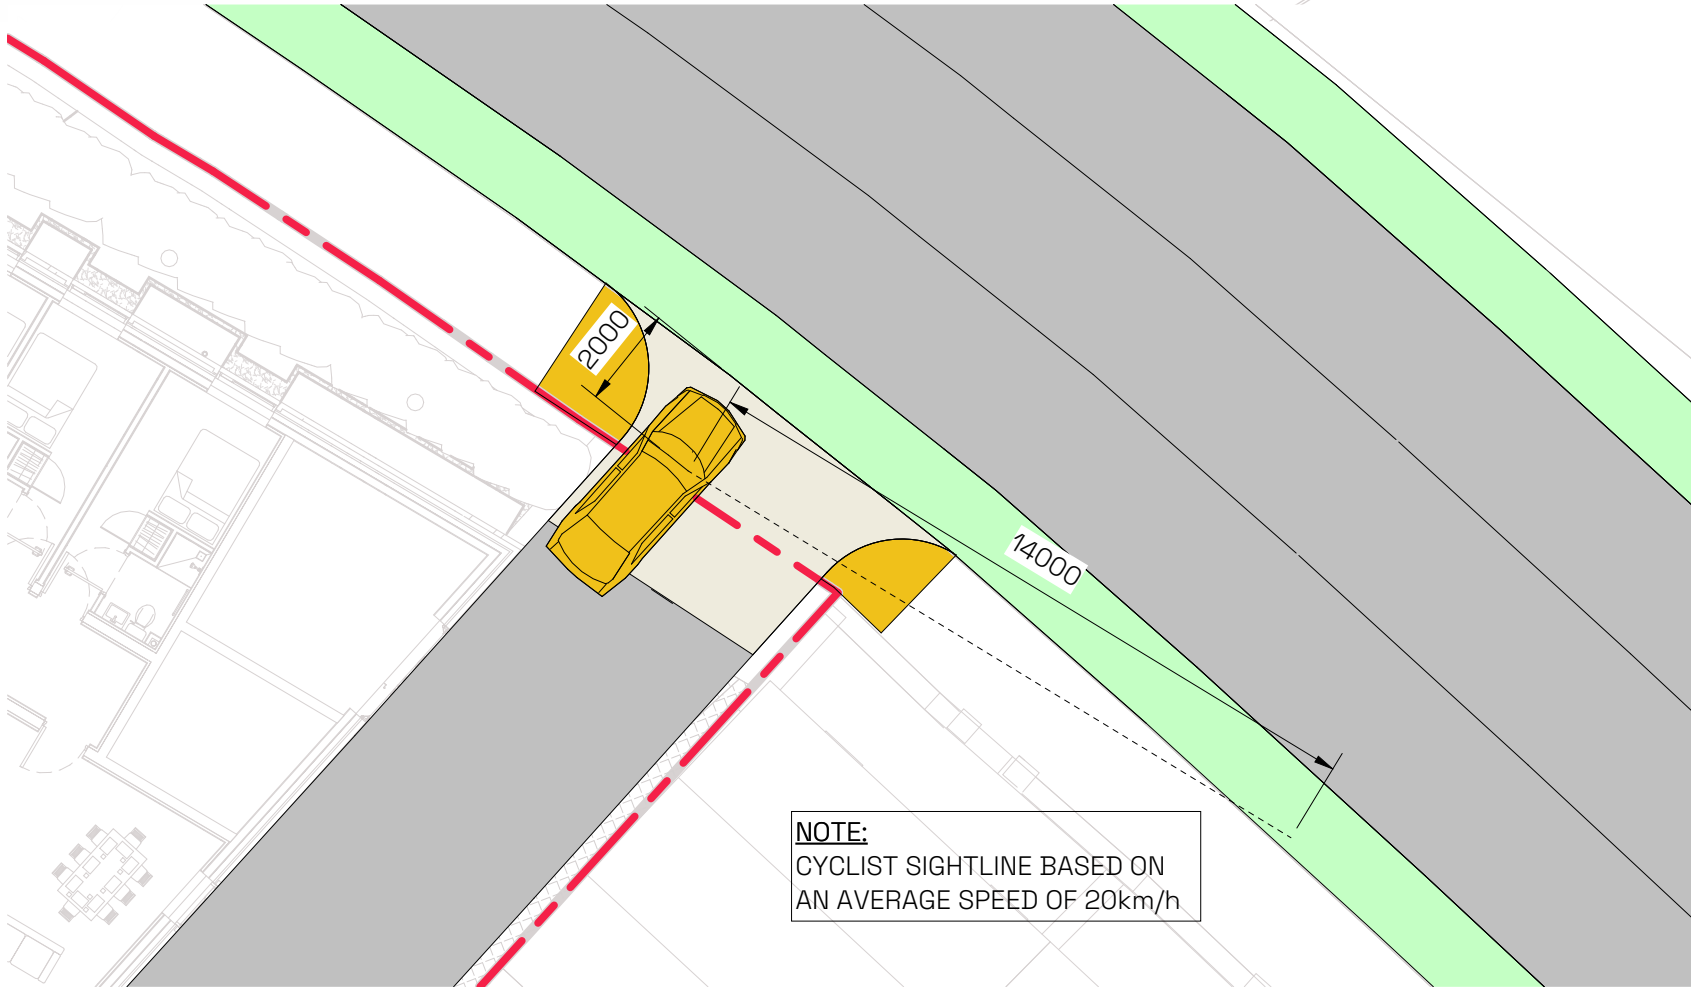 2000
14000
NOTE:
CYCLIST SIGHTLINE BASED ON
AN AVERAGE SPEED OF 20km/h